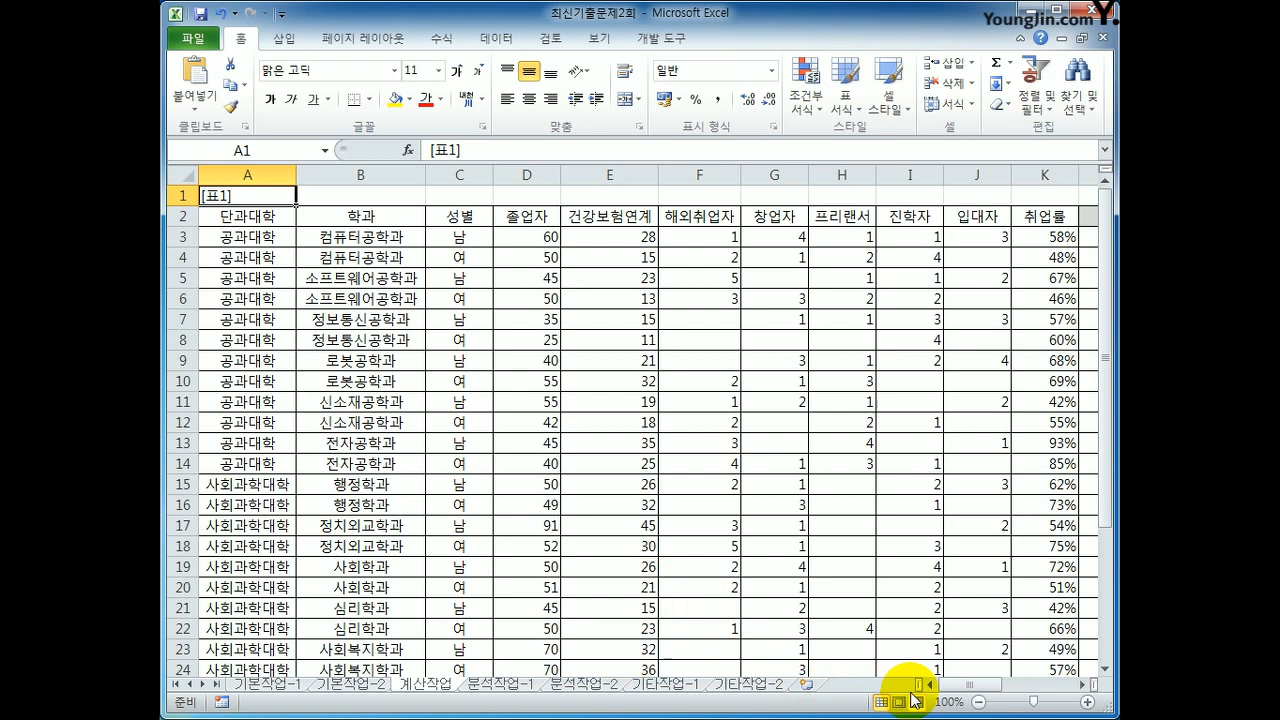 최신기출문제2회 - Microsoft Excel
YoungJin.com Y.
파일 홈 삽입 페이지 레이아웃 수식 데이터 검토 보기 개발 도구
붙여넣기
클립보드
맑은 고딕 11
가 가 가 가 내천
글꼴
맞춤
일반
표시 형식
조건부 서식 표 서식 셀 스타일
스타일
삽입
삭제
서식
셀
정렬 및 필터 찾기 및 선택
편집
A1 fx [표1]
A B C D E F G H I J K
1 [표1]
2 단과대학 학과 성별 졸업자 건강보험연계 해외취업자 창업자 프리랜서 진학자 입대자 취업률
3 공과대학 컴퓨터공학과 남 60 28 1 4 1 1 3 58%
4 공과대학 컴퓨터공학과 여 50 15 2 1 2 4 48%
5 공과대학 소프트웨어공학과 남 45 23 5 1 1 2 67%
6 공과대학 소프트웨어공학과 여 50 13 3 3 2 2 46%
7 공과대학 정보통신공학과 남 35 15 1 1 3 3 57%
8 공과대학 정보통신공학과 여 25 11 4 60%
9 공과대학 로봇공학과 남 40 21 3 1 2 4 68%
10 공과대학 로봇공학과 여 55 32 2 1 3 69%
11 공과대학 신소재공학과 남 55 19 1 2 1 2 42%
12 공과대학 신소재공학과 여 42 18 2 2 1 55%
13 공과대학 전자공학과 남 45 35 3 4 1 93%
14 공과대학 전자공학과 여 40 25 4 1 3 1 85%
15 사회과학대학 행정학과 남 50 26 2 1 2 3 62%
16 사회과학대학 행정학과 여 49 32 3 1 73%
17 사회과학대학 정치외교학과 남 91 45 3 1 2 54%
18 사회과학대학 정치외교학과 여 52 30 5 1 3 75%
19 사회과학대학 사회학과 남 50 26 2 4 4 1 72%
20 사회과학대학 사회학과 여 51 21 2 1 2 51%
21 사회과학대학 심리학과 남 45 15 2 2 3 42%
22 사회과학대학 심리학과 여 50 23 1 3 4 2 66%
23 사회과학대학 사회복지학과 남 70 32 1 1 2 49%
24 사회과학대학 사회복지학과 여 70 36 3 1 57%
기본작업-1 기본작업-2 계산작업 분석작업-1 분석작업-2 기타작업-1 기타작업-2
준비 100%